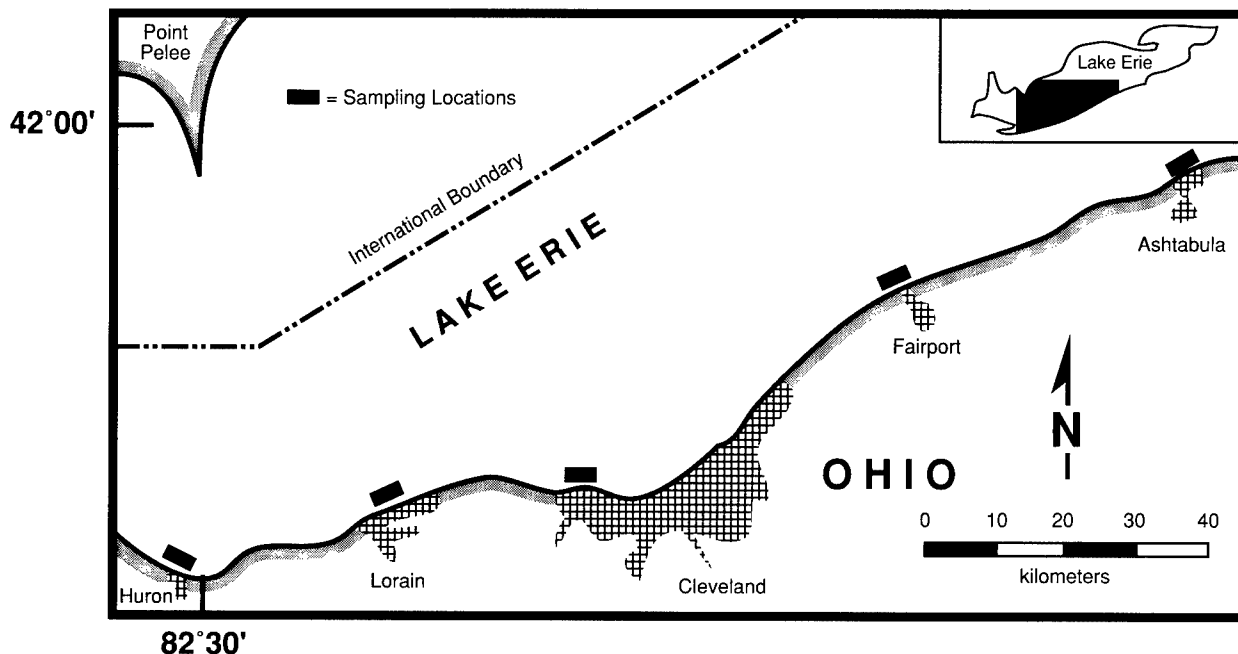 Point
Pelee
= Sampling Locations
Lake Erie
42°00'
International Boundary
LAKE ERIE
Ashtabula
Fairport
N
OHIO
0 10 20 30 40
kilometers
Lorain
Cleveland
Huron
82°30'